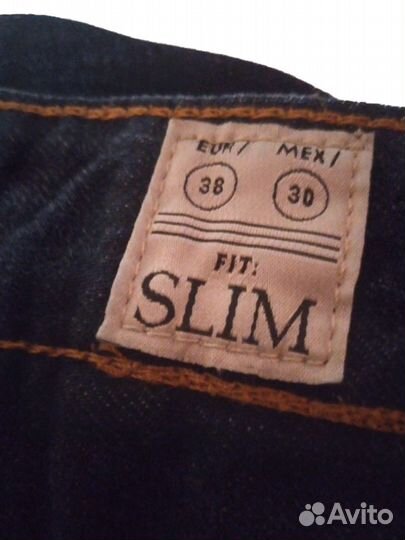 EUR/ MEX/
38 30
FIT:
SLIM
Avito